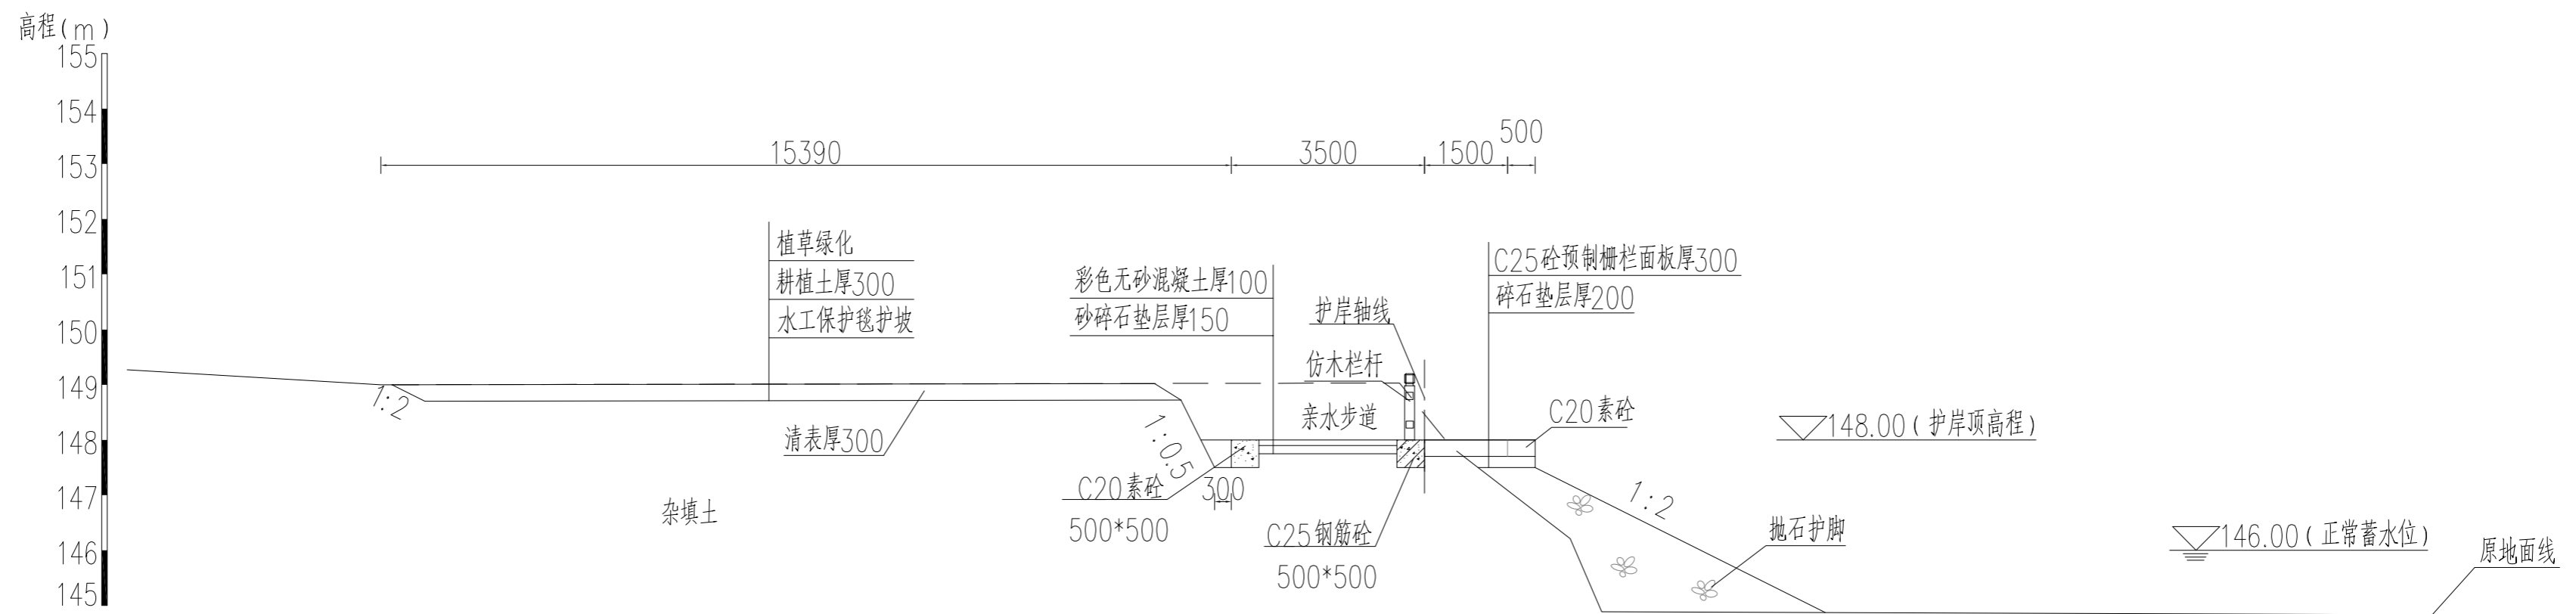 高程(m)
155
154
153
152
151
150
149
148
147
146
145
15390
3500
1500
500
植草绿化
耕植土厚300
水工保护毯护坡
彩色无砂混凝土厚100
砂碎石垫层厚150
护岸轴线
仿木栏杆
亲水步道
C25砼预制栅栏面板厚300
碎石垫层厚200
C20素砼
148.00(护岸顶高程)
1:2
清表厚300
1:0.5
杂填土
C20素砼
500*500
300
C25钢筋砼
500*500
1:2
抛石护脚
146.00(正常蓄水位)
原地面线